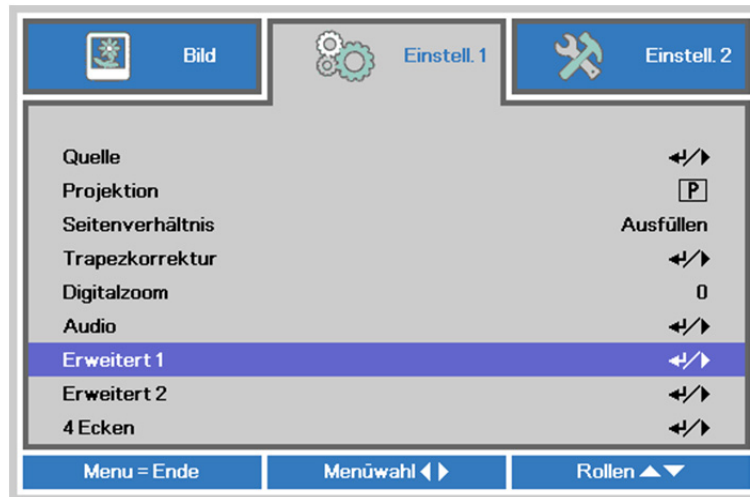 Bild
Einstell. 1
Einstell. 2
Quelle
Projektion P
Seitenverhältnis Ausfüllen
Trapezkorrektur
Digitalzoom 0
Audio
Erweitert 1
Erweitert 2
4 Ecken
Menu = Ende
Menüwahl
Rollen